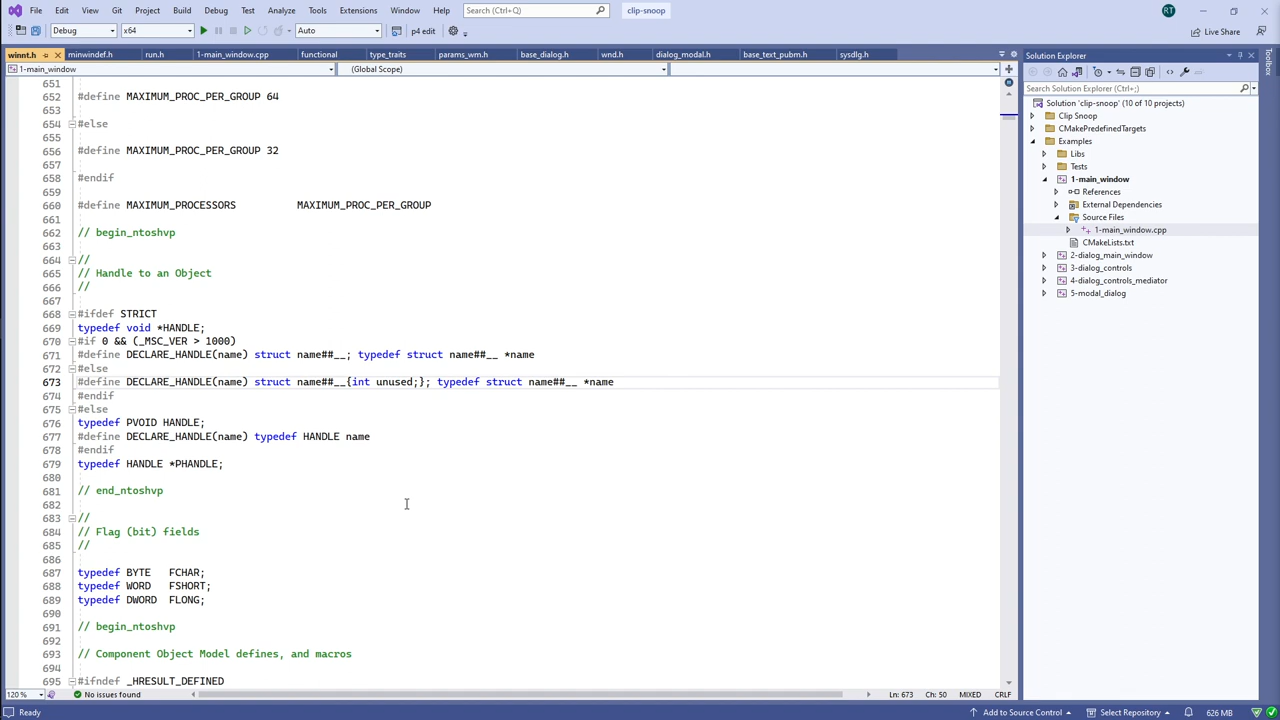 File Edit View Git Project Build Debug Test Analyze Tools Extensions Window Help Search (Ctrl+Q) clip-snoop RT
Debug x64 Auto p4 edit Live Share
winnt.h minwindef.h run.h 1-main_window.cpp functional type_traits params_wm.h base_dialog.h wnd.h dialog_modal.h base_text_pubm.h sysdlg.h
1-main_window (Global Scope)
651
652 #define MAXIMUM_PROC_PER_GROUP 64
653
654 #else
655
656 #define MAXIMUM_PROC_PER_GROUP 32
657
658 #endif
659
660 #define MAXIMUM_PROCESSORS MAXIMUM_PROC_PER_GROUP
661
662 // begin_ntoshvp
663
664 //
665 // Handle to an Object
666 //
667
668 #ifdef STRICT
669 typedef void *HANDLE;
670 #if 0 && (_MSC_VER > 1000)
671 #define DECLARE_HANDLE(name) struct name##__; typedef struct name##__ *name
672 #else
673 #define DECLARE_HANDLE(name) struct name##__{int unused;}; typedef struct name##__ *name
674 #endif
675 #else
676 typedef PVOID HANDLE;
677 #define DECLARE_HANDLE(name) typedef HANDLE name
678 #endif
679 typedef HANDLE *PHANDLE;
680
681 // end_ntoshvp
682
683 //
684 // Flag (bit) fields
685 //
686
687 typedef BYTE FCHAR;
688 typedef WORD FSHORT;
689 typedef DWORD FLONG;
690
691 // begin_ntoshvp
692
693 // Component Object Model defines, and macros
694
695 #ifndef _HRESULT_DEFINED
120 % No issues found Ln: 673 Ch: 50 MIXED CRLF
Solution Explorer
Search Solution Explorer (Ctrl+;)
Solution 'clip-snoop' (10 of 10 projects)
Clip Snoop
CMakePredefinedTargets
Examples
Libs
Tests
1-main_window
References
External Dependencies
Source Files
1-main_window.cpp
CMakeLists.txt
2-dialog_main_window
3-dialog_controls
4-dialog_controls_mediator
5-modal_dialog
Toolbox
Ready Add to Source Control Select Repository 626 MB